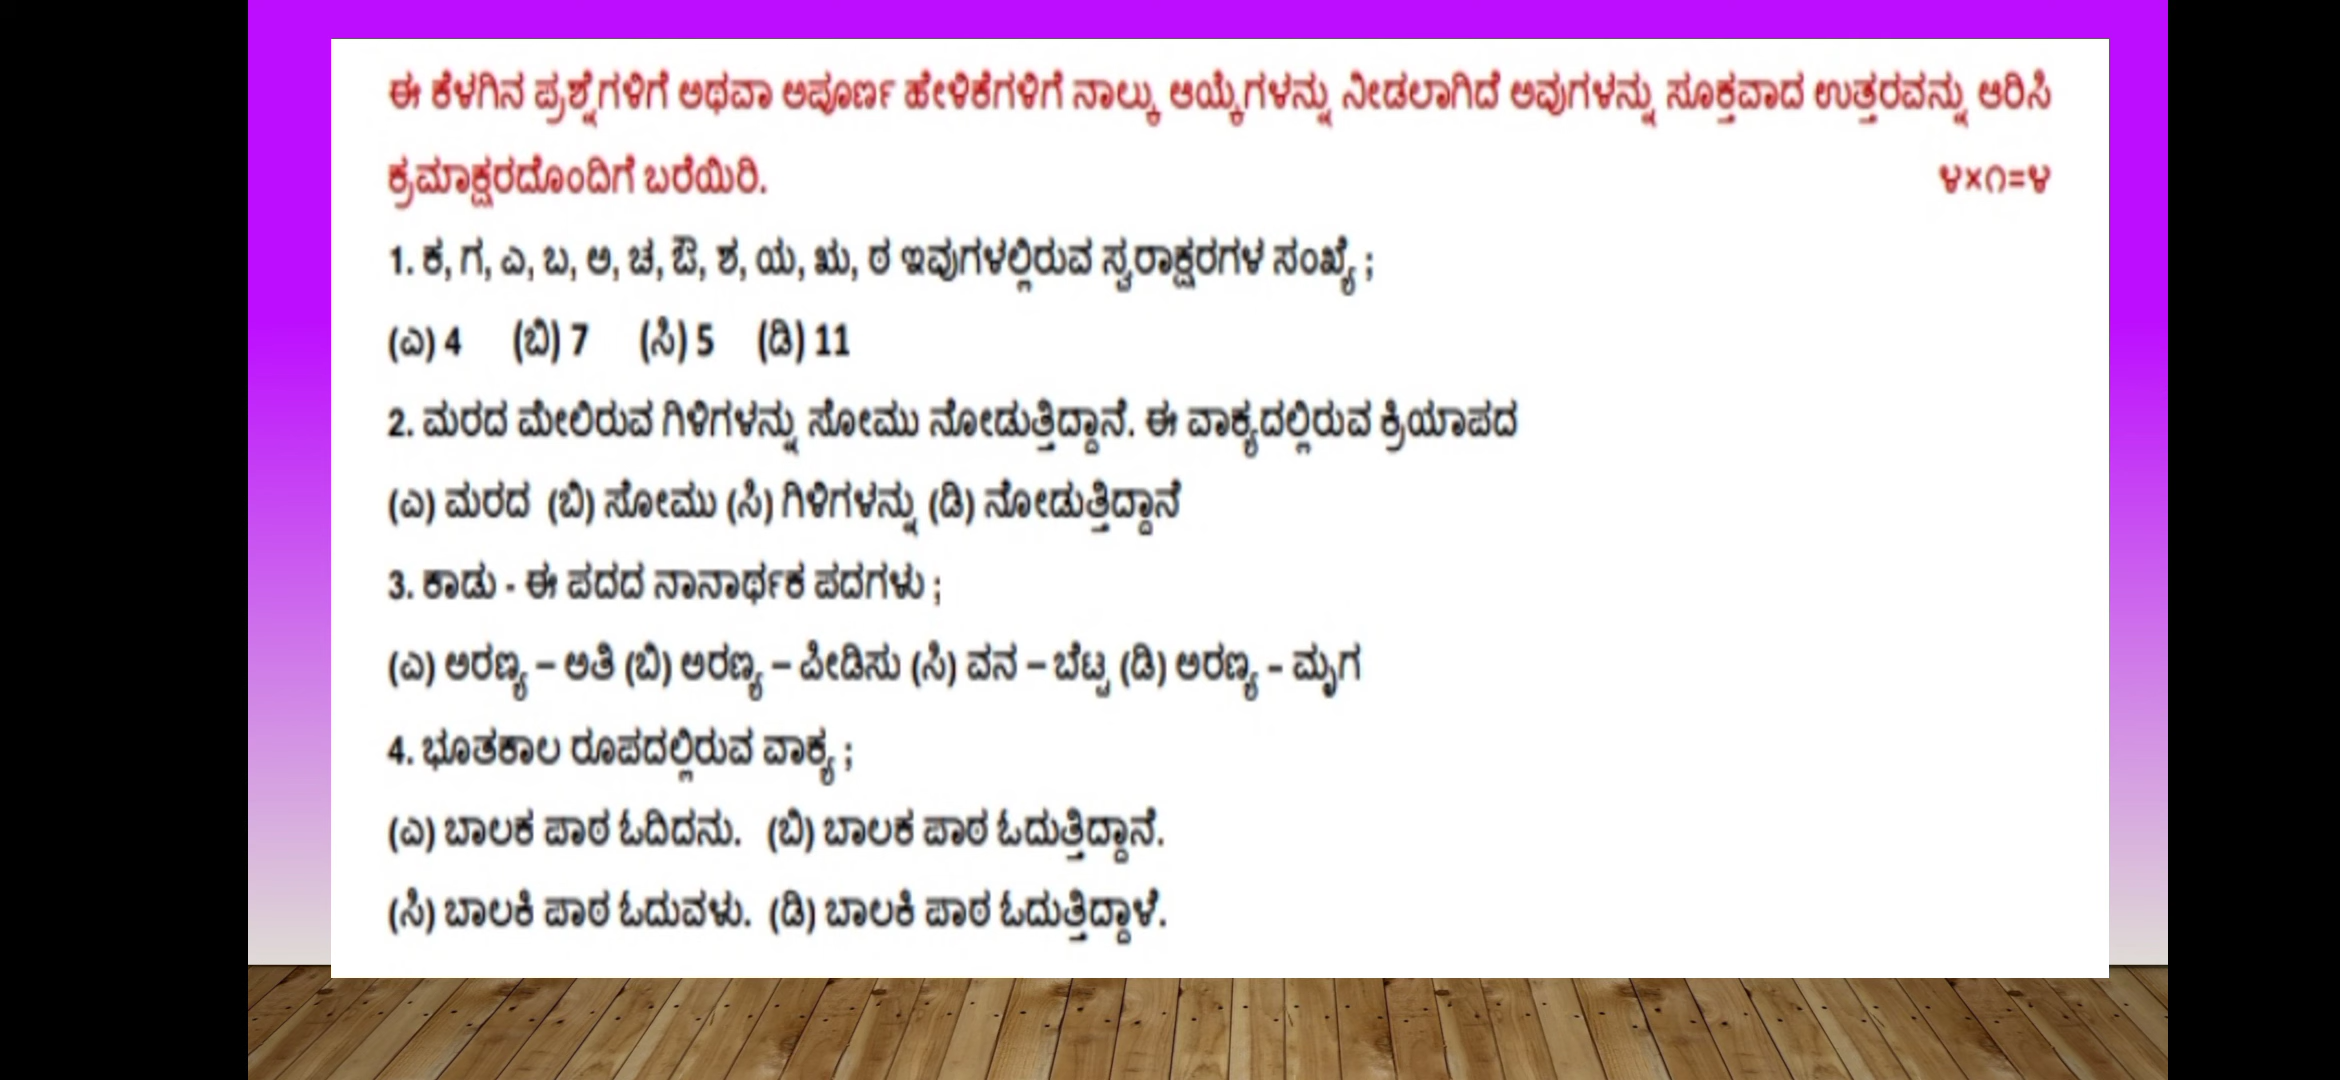 ಈ ಕೆಳಗಿನ ಪ್ರಶ್ನೆಗಳಿಗೆ ಅಥವಾ ಅಪೂರ್ಣ ಹೇಳಿಕೆಗಳಿಗೆ ನಾಲ್ಕು ಆಯ್ಕೆಗಳನ್ನು ನೀಡಲಾಗಿದೆ ಅವುಗಳನ್ನು ಸೂಕ್ತವಾದ ಉತ್ತರವನ್ನು ಆರಿಸಿ
ಕ್ರಮಾಕ್ಷರದೊಂದಿಗೆ ಬರೆಯಿರಿ. ೪×೧=೪
1. ಕ, ಗ, ಎ, ಬ, ಅ, ಚ, ಔ, ಶ, ಯ, ಋ, ಠ ಇವುಗಳಲ್ಲಿರುವ ಸ್ವರಾಕ್ಷರಗಳ ಸಂಖ್ಯೆ ;
(ಎ) 4 (ಬಿ) 7 (ಸಿ) 5 (ಡಿ) 11
2. ಮರದ ಮೇಲಿರುವ ಗಿಳಿಗಳನ್ನು ಸೋಮು ನೋಡುತ್ತಿದ್ದಾನೆ. ಈ ವಾಕ್ಯದಲ್ಲಿರುವ ಕ್ರಿಯಾಪದ
(ಎ) ಮರದ (ಬಿ) ಸೋಮು (ಸಿ) ಗಿಳಿಗಳನ್ನು (ಡಿ) ನೋಡುತ್ತಿದ್ದಾನೆ
3. ಕಾಡು - ಈ ಪದದ ನಾನಾರ್ಥಕ ಪದಗಳು ;
(ಎ) ಅರಣ್ಯ – ಅತಿ (ಬಿ) ಅರಣ್ಯ – ಪೀಡಿಸು (ಸಿ) ವನ – ಬೆಟ್ಟ (ಡಿ) ಅರಣ್ಯ - ಮೃಗ
4. ಭೂತಕಾಲ ರೂಪದಲ್ಲಿರುವ ವಾಕ್ಯ ;
(ಎ) ಬಾಲಕ ಪಾಠ ಓದಿದನು. (ಬಿ) ಬಾಲಕ ಪಾಠ ಓದುತ್ತಿದ್ದಾನೆ.
(ಸಿ) ಬಾಲಕಿ ಪಾಠ ಓದುವಳು. (ಡಿ) ಬಾಲಕಿ ಪಾಠ ಓದುತ್ತಿದ್ದಾಳೆ.